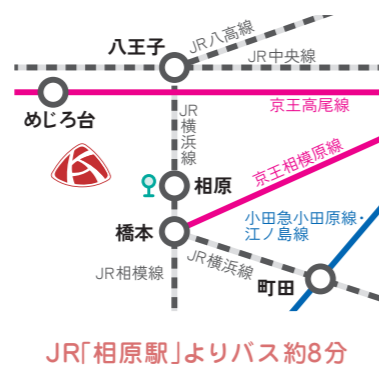 八王子
JR八高線
JR中央線
京王高尾線
めじろ台
JR横浜線
京王相模原線
相原
小田急小田原線・
江ノ島線
橋本
JR相模線
JR横浜線
町田
JR「相原駅」よりバス約8分